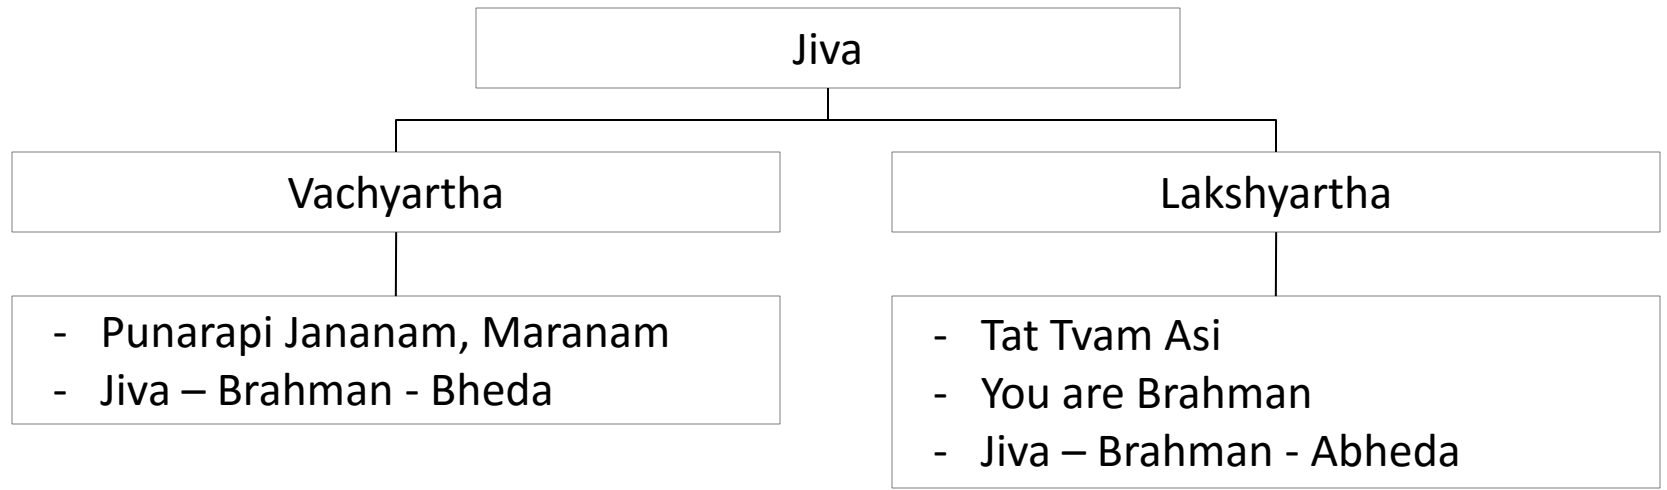 Jiva
Vachyartha
Lakshyartha
- Punarapi Jananam, Maranam
- Jiva – Brahman - Bheda
- Tat Tvam Asi
- You are Brahman
- Jiva – Brahman - Abheda